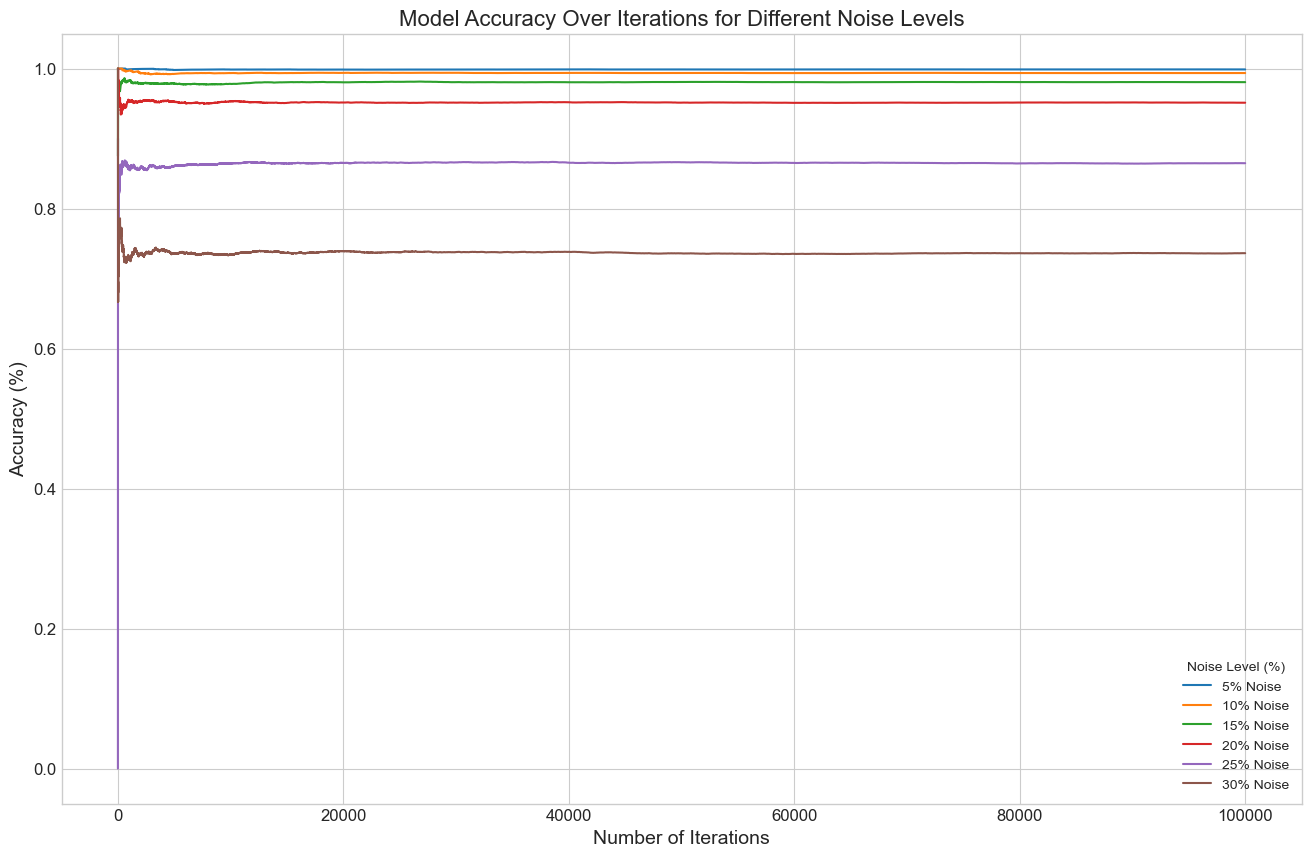 Model Accuracy Over Iterations for Different Noise Levels
Accuracy (%)
1.0
0.8
0.6
0.4
0.2
0.0
0 20000 40000 60000 80000 100000
Number of Iterations
Noise Level (%)
5% Noise
10% Noise
15% Noise
20% Noise
25% Noise
30% Noise